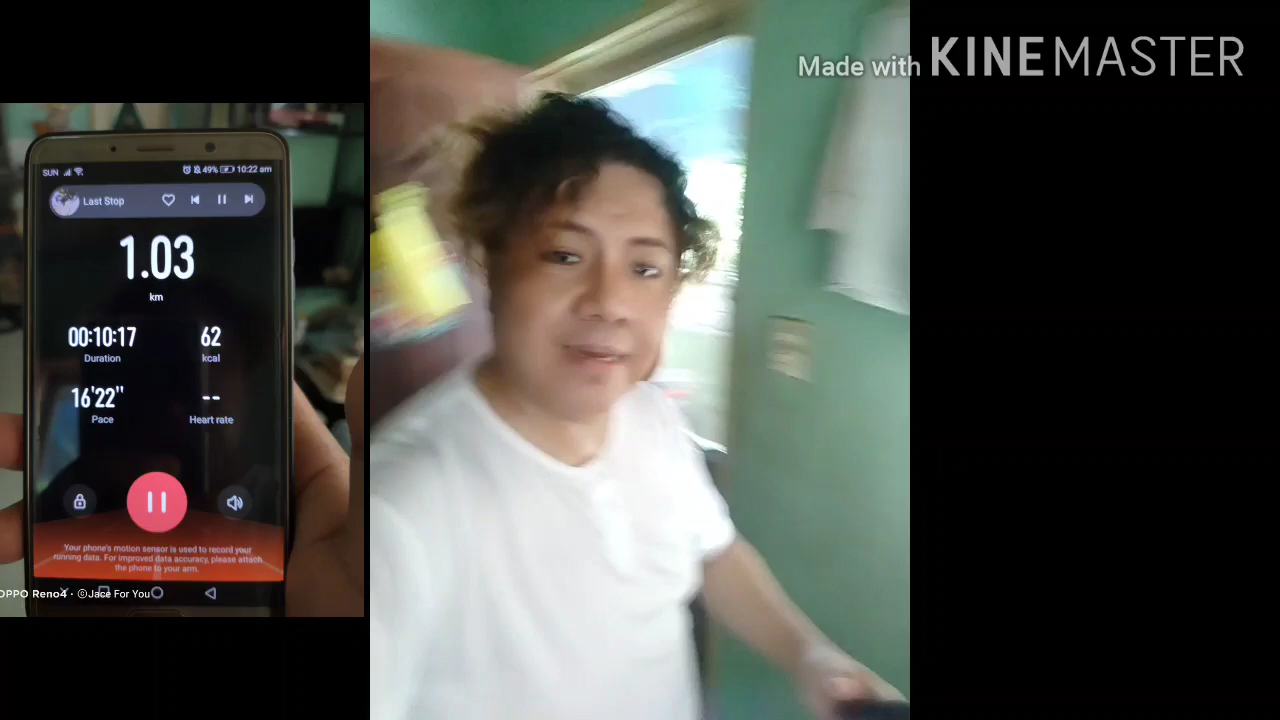 Made with KINEMASTER
SUN 49% 10:22 am
Last Stop
1.03
km
00:10:17 62
Duration kcal
16'22" --
Pace Heart rate
Your phone's motion sensor is used to record your
running data. For improved data accuracy, please attach
the phone to your arm.
OPPO Reno4 · ⓒJace For You